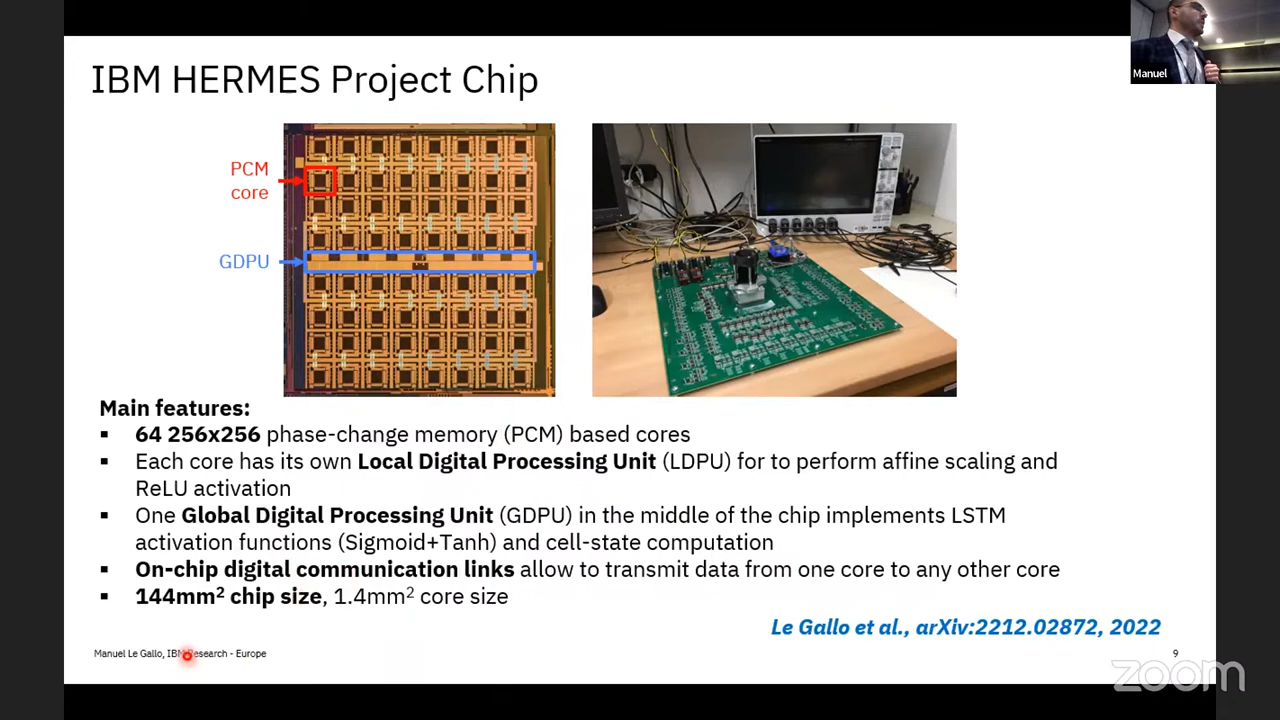 IBM HERMES Project Chip
Manuel
PCM
core
GDPU
Main features:
▪ 64 256x256 phase-change memory (PCM) based cores
▪ Each core has its own Local Digital Processing Unit (LDPU) for to perform affine scaling and
ReLU activation
▪ One Global Digital Processing Unit (GDPU) in the middle of the chip implements LSTM
activation functions (Sigmoid+Tanh) and cell-state computation
▪ On-chip digital communication links allow to transmit data from one core to any other core
▪ 144mm² chip size, 1.4mm² core size
Le Gallo et al., arXiv:2212.02872, 2022
Manuel Le Gallo, IBM Research - Europe
9
zoom